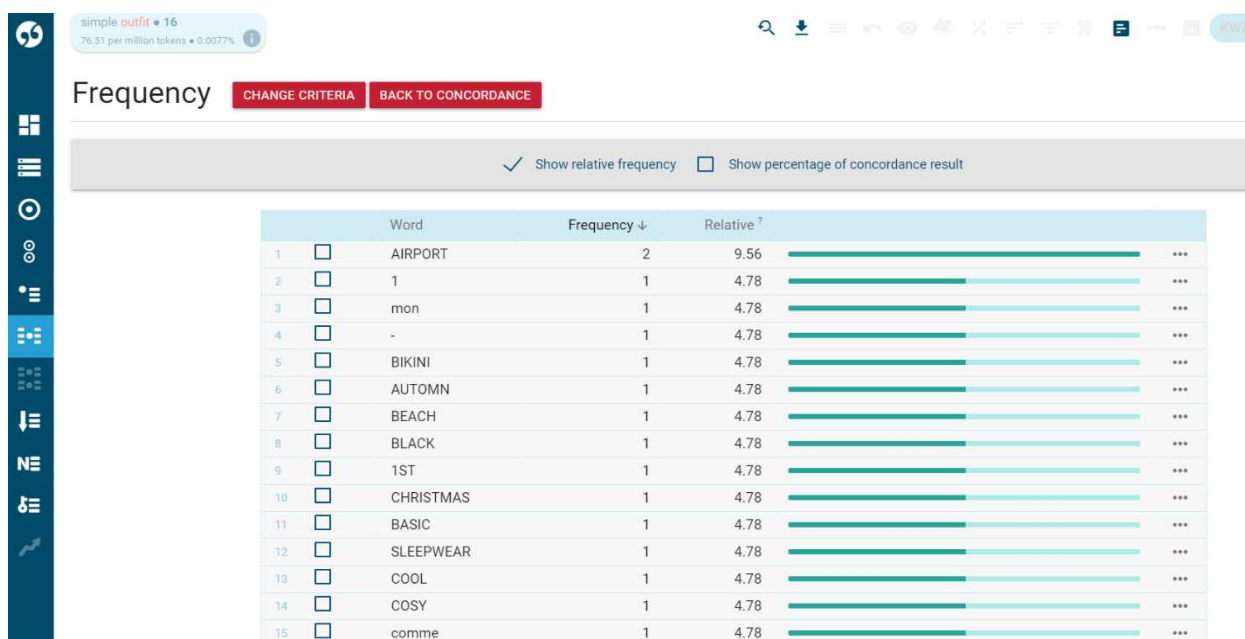 simple outfit • 16
76.51 per million tokens • 0.0077% i
KWI
Frequency CHANGE CRITERIA BACK TO CONCORDANCE
Show relative frequency Show percentage of concordance result
Word Frequency ↓ Relative ?
1 AIRPORT 2 9.56 •••
2 1 1 4.78 •••
3 mon 1 4.78 •••
4 - 1 4.78 •••
5 BIKINI 1 4.78 •••
6 AUTOMN 1 4.78 •••
7 BEACH 1 4.78 •••
8 BLACK 1 4.78 •••
9 1ST 1 4.78 •••
10 CHRISTMAS 1 4.78 •••
11 BASIC 1 4.78 •••
12 SLEEPWEAR 1 4.78 •••
13 COOL 1 4.78 •••
14 COSY 1 4.78 •••
15 comme 1 4.78 •••
N